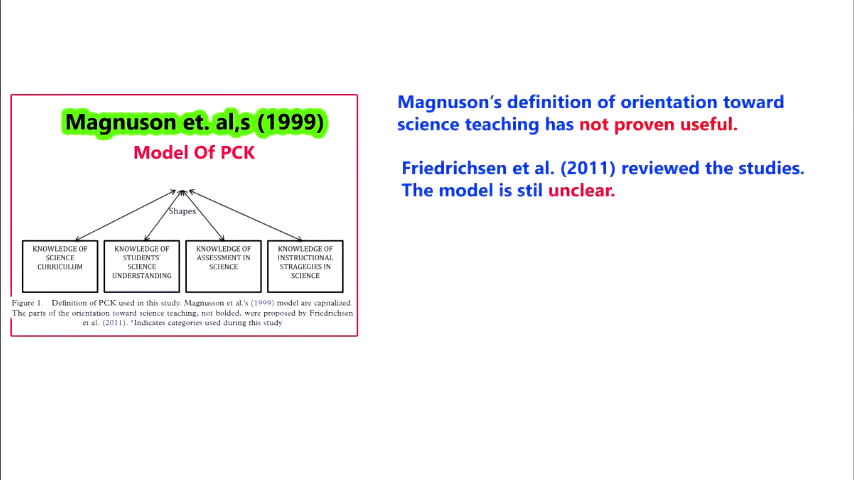 Magnuson et. al,s (1999)
Model Of PCK
Shapes
KNOWLEDGE OF
SCIENCE
CURRICULUM
KNOWLEDGE OF
STUDENTS'
SCIENCE
UNDERSTANDING
KNOWLEDGE OF
ASSESSMENT IN
SCIENCE
KNOWLEDGE OF
INSTRUCTIONAL
STRAGEGIES IN
SCIENCE
Figure 1. Definition of PCK used in this study. Magnusson et al.'s (1999) model are capitalized.
The parts of the orientation toward science teaching, not bolded, were proposed by Friedrichsen
et al. (2011). *Indicates categories used during this study
Magnuson's definition of orientation toward
science teaching has not proven useful.
Friedrichsen et al. (2011) reviewed the studies.
The model is stil unclear.